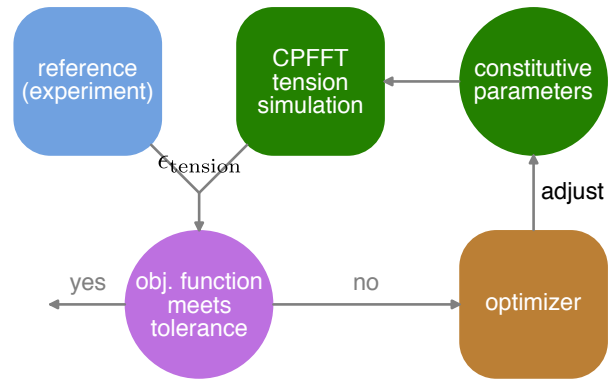 reference
(experiment)
CPFFT
tension
simulation
constitutive
parameters
ϵtension
adjust
yes
obj. function
meets
tolerance
no
optimizer